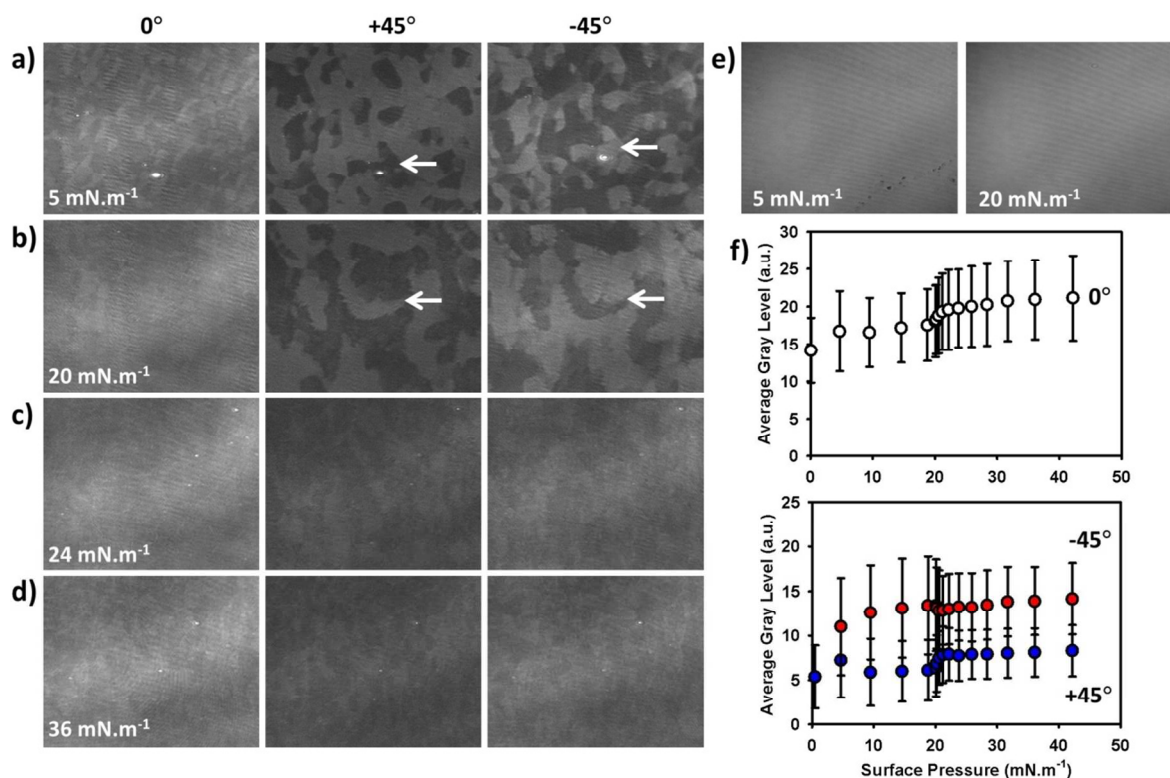 0°
+45°
-45°
a)
5 mN.m-1
b)
20 mN.m-1
c)
24 mN.m-1
d)
36 mN.m-1
e)
5 mN.m-1
20 mN.m-1
f)
Average Gray Level (a.u.)
30
25
20
15
10
5
0
0°
0 10 20 30 40 50
Average Gray Level (a.u.)
25
20
15
10
5
0
-45°
+45°
0 10 20 30 40 50
Surface Pressure (mN.m-1)